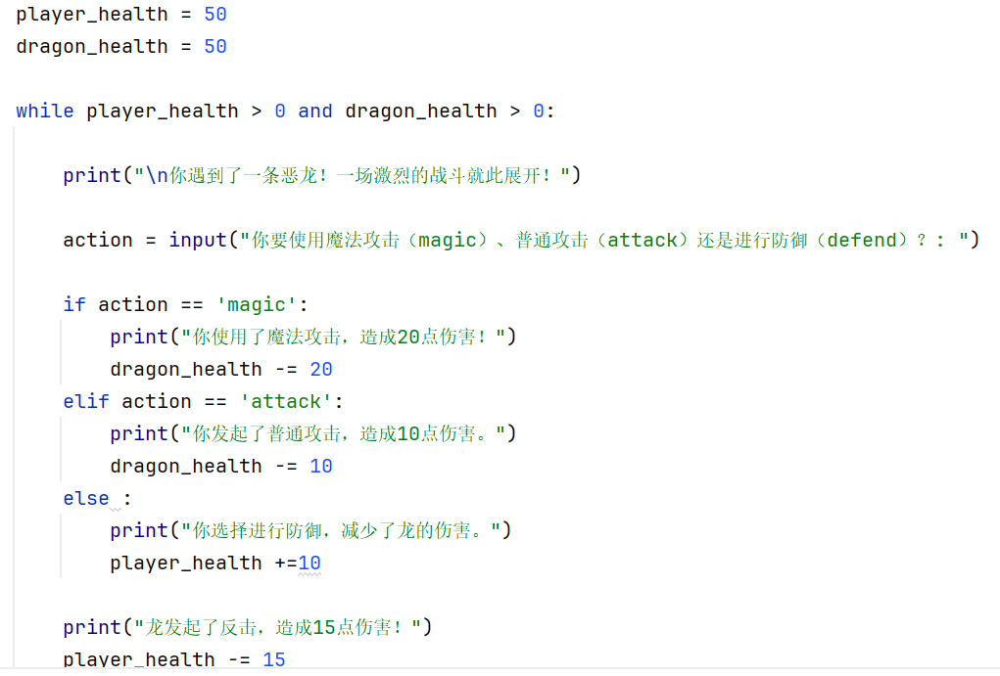 player_health = 50
dragon_health = 50
while player_health > 0 and dragon_health > 0:
print("\n你遇到了一条恶龙！一场激烈的战斗就此展开！")
action = input("你要使用魔法攻击（magic）、普通攻击（attack）还是进行防御（defend）？: ")
if action == 'magic':
print("你使用了魔法攻击，造成20点伤害！")
dragon_health -= 20
elif action == 'attack':
print("你发起了普通攻击，造成10点伤害。")
dragon_health -= 10
else :
print("你选择进行防御，减少了龙的伤害。")
player_health +=10
print("龙发起了反击，造成15点伤害！")
player_health -= 15